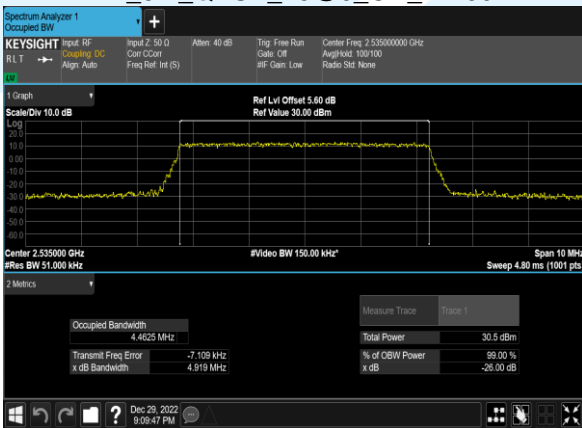 Spectrum Analyzer 1
Occupied BW
+
KEYSIGHT
R L T
LW
Input: RF
Coupling: DC
Align: Auto
Input Z: 50 Ω
Corr CCorr
Freq Ref: Int (S)
Atten: 40 dB
Trig: Free Run
Gate: Off
#IF Gain: Low
Center Freq: 2.535000000 GHz
Avg|Hold: 100/100
Radio Std: None
1 Graph
Scale/Div 10.0 dB
Ref Lvl Offset 5.60 dB
Ref Value 30.00 dBm
Log
20.0
10.0
0.00
-10.0
-20.0
-30.0
-40.0
-50.0
-60.0
Center 2.535000 GHz
#Res BW 51.000 kHz
#Video BW 150.00 kHz*
Span 10 MHz
Sweep 4.80 ms (1001 pts)
2 Metrics
Measure Trace Trace 1
Occupied Bandwidth
4.4625 MHz
Total Power 30.5 dBm
Transmit Freq Error -7.109 kHz
% of OBW Power 99.00 %
x dB Bandwidth 4.919 MHz
x dB -26.00 dB
?
Dec 29, 2022
9:09:47 PM